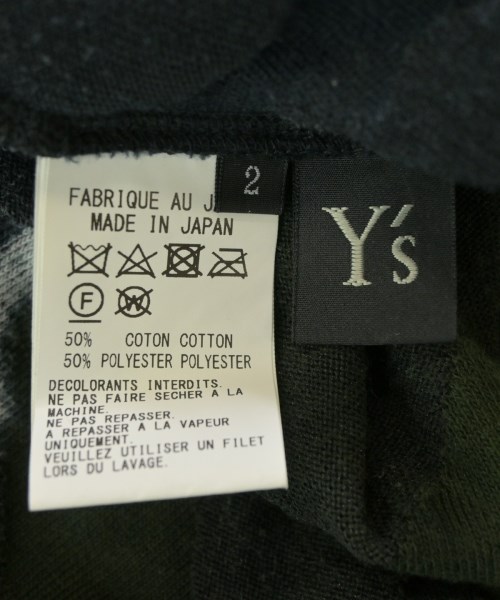 2
Y's
FABRIQUE AU
MADE IN JAPAN
F
W
50% COTON COTTON
50% POLYESTER POLYESTER
DECOLORANTS INTERDITS.
NE PAS FAIRE SECHER A LA
MACHINE.
NE PAS REPASSER.
A REPASSER A LA VAPEUR
UNIQUEMENT.
VEUILLEZ UTILISER UN FILET
LORS DU LAVAGE.